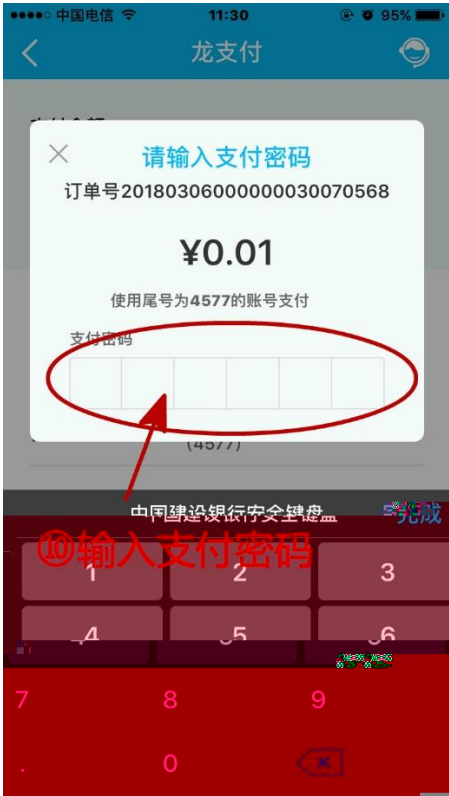 中国电信 11:30 95%
龙支付
请输入支付密码
订单号20180306000000030070568
¥0.01
使用尾号为4577的账号支付
支付密码
(4577)
中国建设银行安全键盘 完成
⑩输入支付密码
1 2 3
4 5 6
7 8 9
. 0